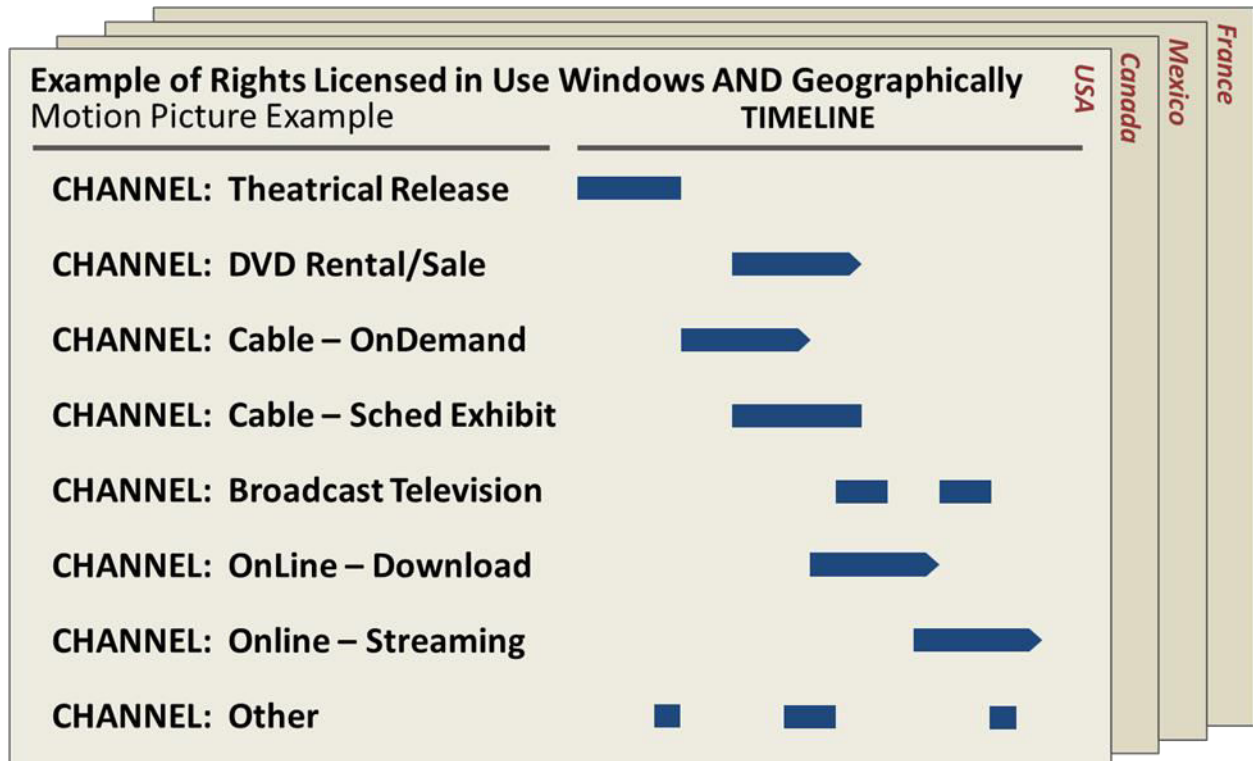 Example of Rights Licensed in Use Windows AND Geographically
Motion Picture Example
TIMELINE
USA
Canada
Mexico
France
CHANNEL: Theatrical Release
CHANNEL: DVD Rental/Sale
CHANNEL: Cable – OnDemand
CHANNEL: Cable – Sched Exhibit
CHANNEL: Broadcast Television
CHANNEL: OnLine – Download
CHANNEL: Online – Streaming
CHANNEL: Other